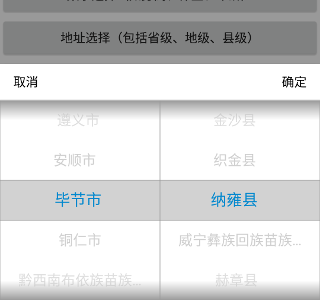 地址选择（包括省级、地级、县级）
取消 确定
遵义市 金沙县
安顺市 织金县
毕节市 纳雍县
铜仁市 威宁彝族回族苗族...
黔西南布依族苗族... 赫章县